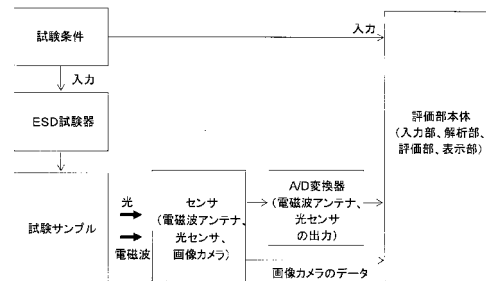 試験条件
入力
入力
ESD試験器
評価部本体
(入力部、解析部、
評価部、表示部)
試験サンプル
光
電磁波
センサ
(電磁波アンテナ、
光センサ、
画像カメラ)
A/D変換器
(電磁波アンテナ、
光センサ
の出力)
画像カメラのデータ